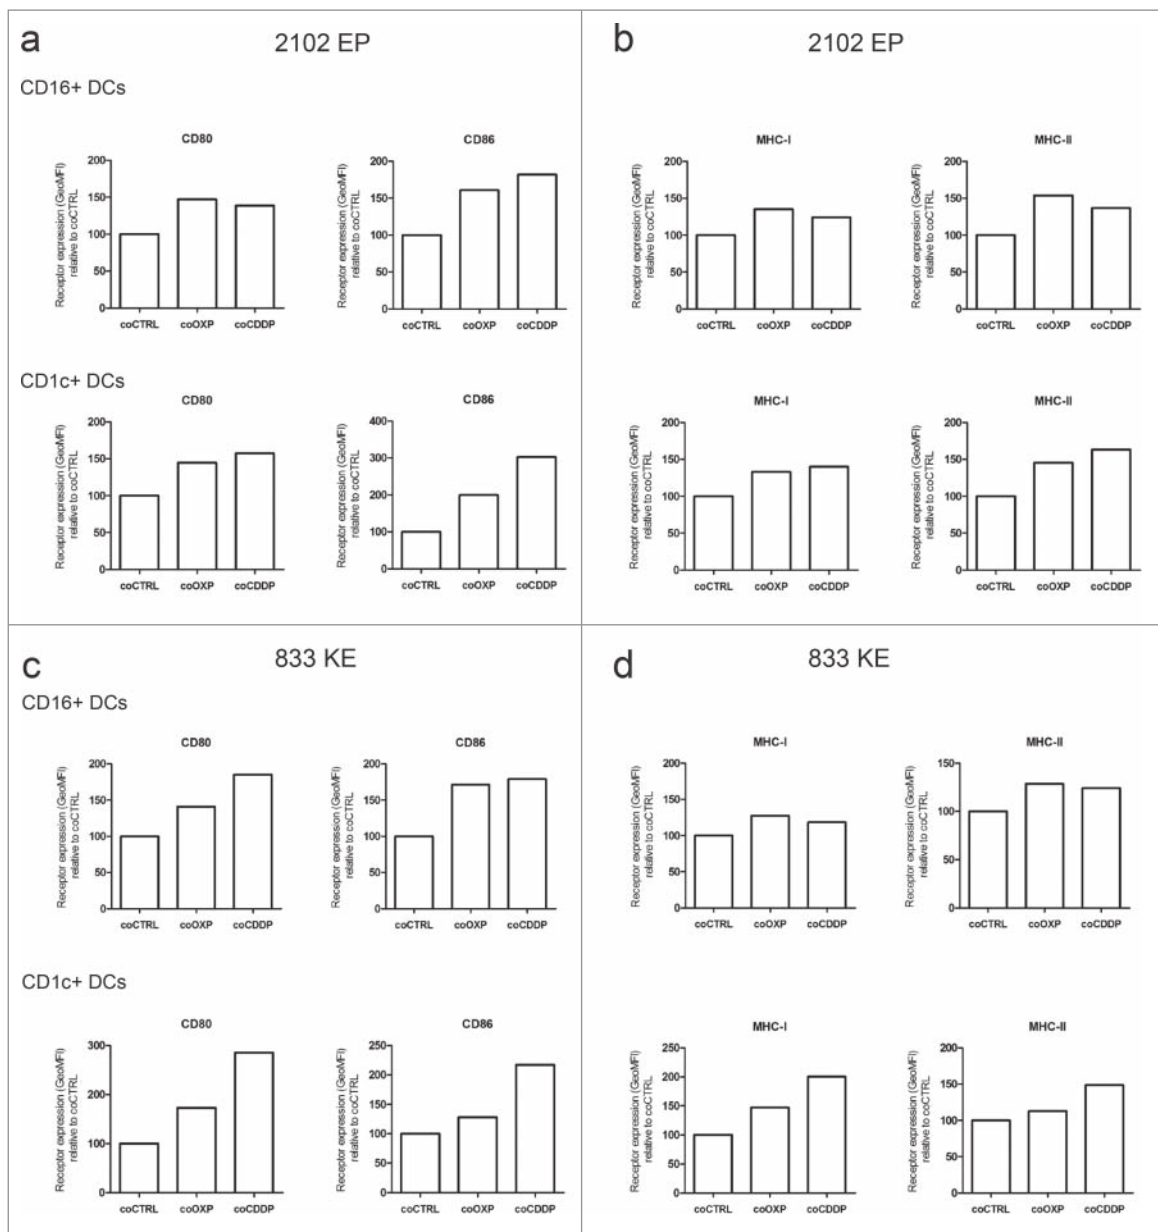 a
2102 EP
CD16+ DCs
CD80
Receptor expression (GeoMFI)
relative to coCTRL
200
150
100
50
0
coCTRL coOXP coCDDP
CD86
Receptor expression (GeoMFI)
relative to coCTRL
200
150
100
50
0
coCTRL coOXP coCDDP
CD1c+ DCs
CD80
Receptor expression (GeoMFI)
relative to coCTRL
200
150
100
50
0
coCTRL coOXP coCDDP
CD86
Receptor expression (GeoMFI)
relative to coCTRL
400
300
200
100
0
coCTRL coOXP coCDDP
b
2102 EP
MHC-I
Receptor expression (GeoMFI)
relative to coCTRL
200
150
100
50
0
coCTRL coOXP coCDDP
MHC-II
Receptor expression (GeoMFI)
relative to coCTRL
200
150
100
50
0
coCTRL coOXP coCDDP
MHC-I
Receptor expression (GeoMFI)
relative to coCTRL
200
150
100
50
0
coCTRL coOXP coCDDP
MHC-II
Receptor expression (GeoMFI)
relative to coCTRL
200
150
100
50
0
coCTRL coOXP coCDDP
c
833 KE
CD16+ DCs
CD80
Receptor expression (GeoMFI)
relative to coCTRL
200
150
100
50
0
coCTRL coOXP coCDDP
CD86
Receptor expression (GeoMFI)
relative to coCTRL
200
150
100
50
0
coCTRL coOXP coCDDP
CD1c+ DCs
CD80
Receptor expression (GeoMFI)
relative to coCTRL
300
200
100
0
coCTRL coOXP coCDDP
CD86
Receptor expression (GeoMFI)
relative to coCTRL
250
200
150
100
50
0
coCTRL coOXP coCDDP
d
833 KE
MHC-I
Receptor expression (GeoMFI)
relative to coCTRL
200
150
100
50
0
coCTRL coOXP coCDDP
MHC-II
Receptor expression (GeoMFI)
relative to coCTRL
150
100
50
0
coCTRL coOXP coCDDP
MHC-I
Receptor expression (GeoMFI)
relative to coCTRL
250
200
150
100
50
0
coCTRL coOXP coCDDP
MHC-II
Receptor expression (GeoMFI)
relative to coCTRL
200
150
100
50
0
coCTRL coOXP coCDDP